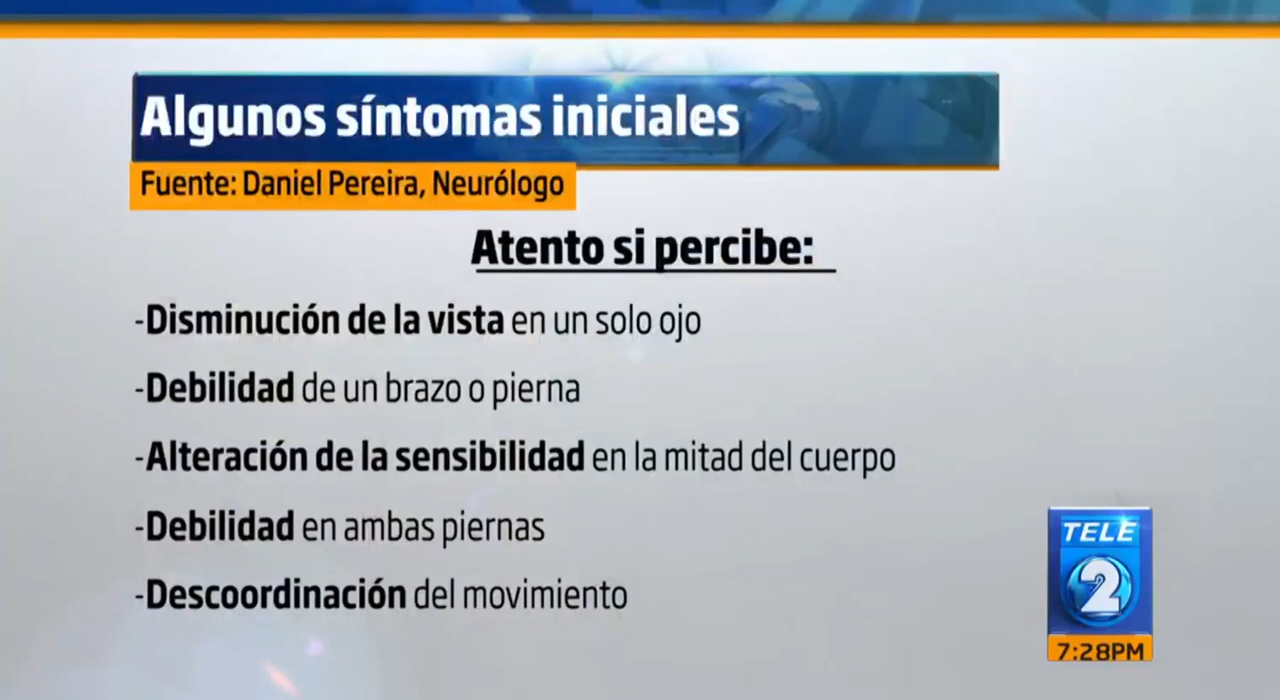 Algunos síntomas iniciales
Fuente: Daniel Pereira, Neurólogo
Atento si percibe:
-Disminución de la vista en un solo ojo
-Debilidad de un brazo o pierna
-Alteración de la sensibilidad en la mitad del cuerpo
-Debilidad en ambas piernas
-Descoordinación del movimiento
TELE
2
7:28PM